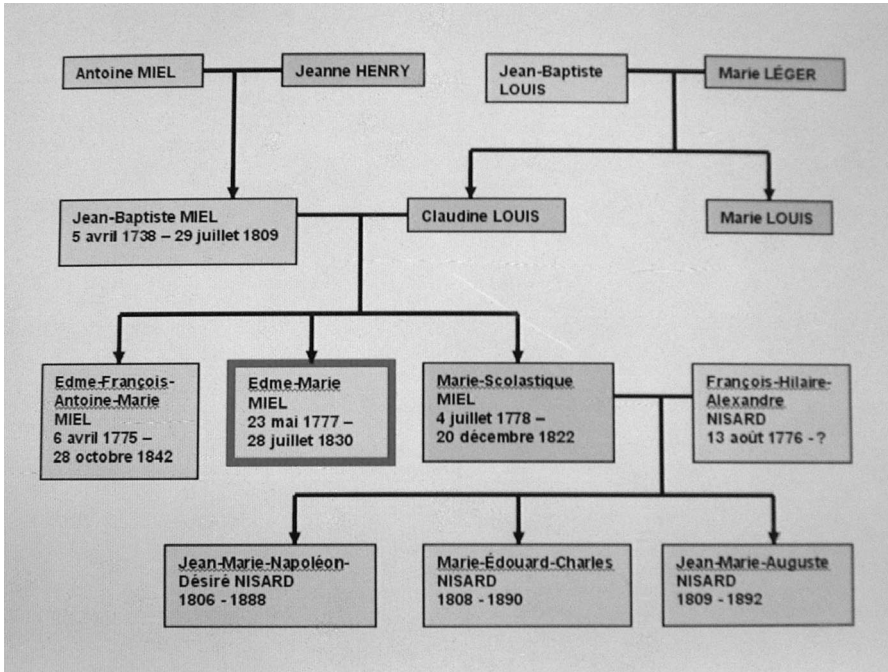 Antoine MIEL
Jeanne HENRY
Jean-Baptiste
LOUIS
Marie LÉGER
Jean-Baptiste MIEL
5 avril 1738 – 29 juillet 1809
Claudine LOUIS
Marie LOUIS
Edme-François-
Antoine-Marie
MIEL
6 avril 1775 –
28 octobre 1842
Edme-Marie
MIEL
23 mai 1777 –
28 juillet 1830
Marie-Scolastique
MIEL
4 juillet 1778 –
20 décembre 1822
François-Hilaire-
Alexandre
NISARD
13 août 1776 - ?
Jean-Marie-Napoléon-
Désiré NISARD
1806 - 1888
Marie-Édouard-Charles
NISARD
1808 - 1890
Jean-Marie-Auguste
NISARD
1809 - 1892